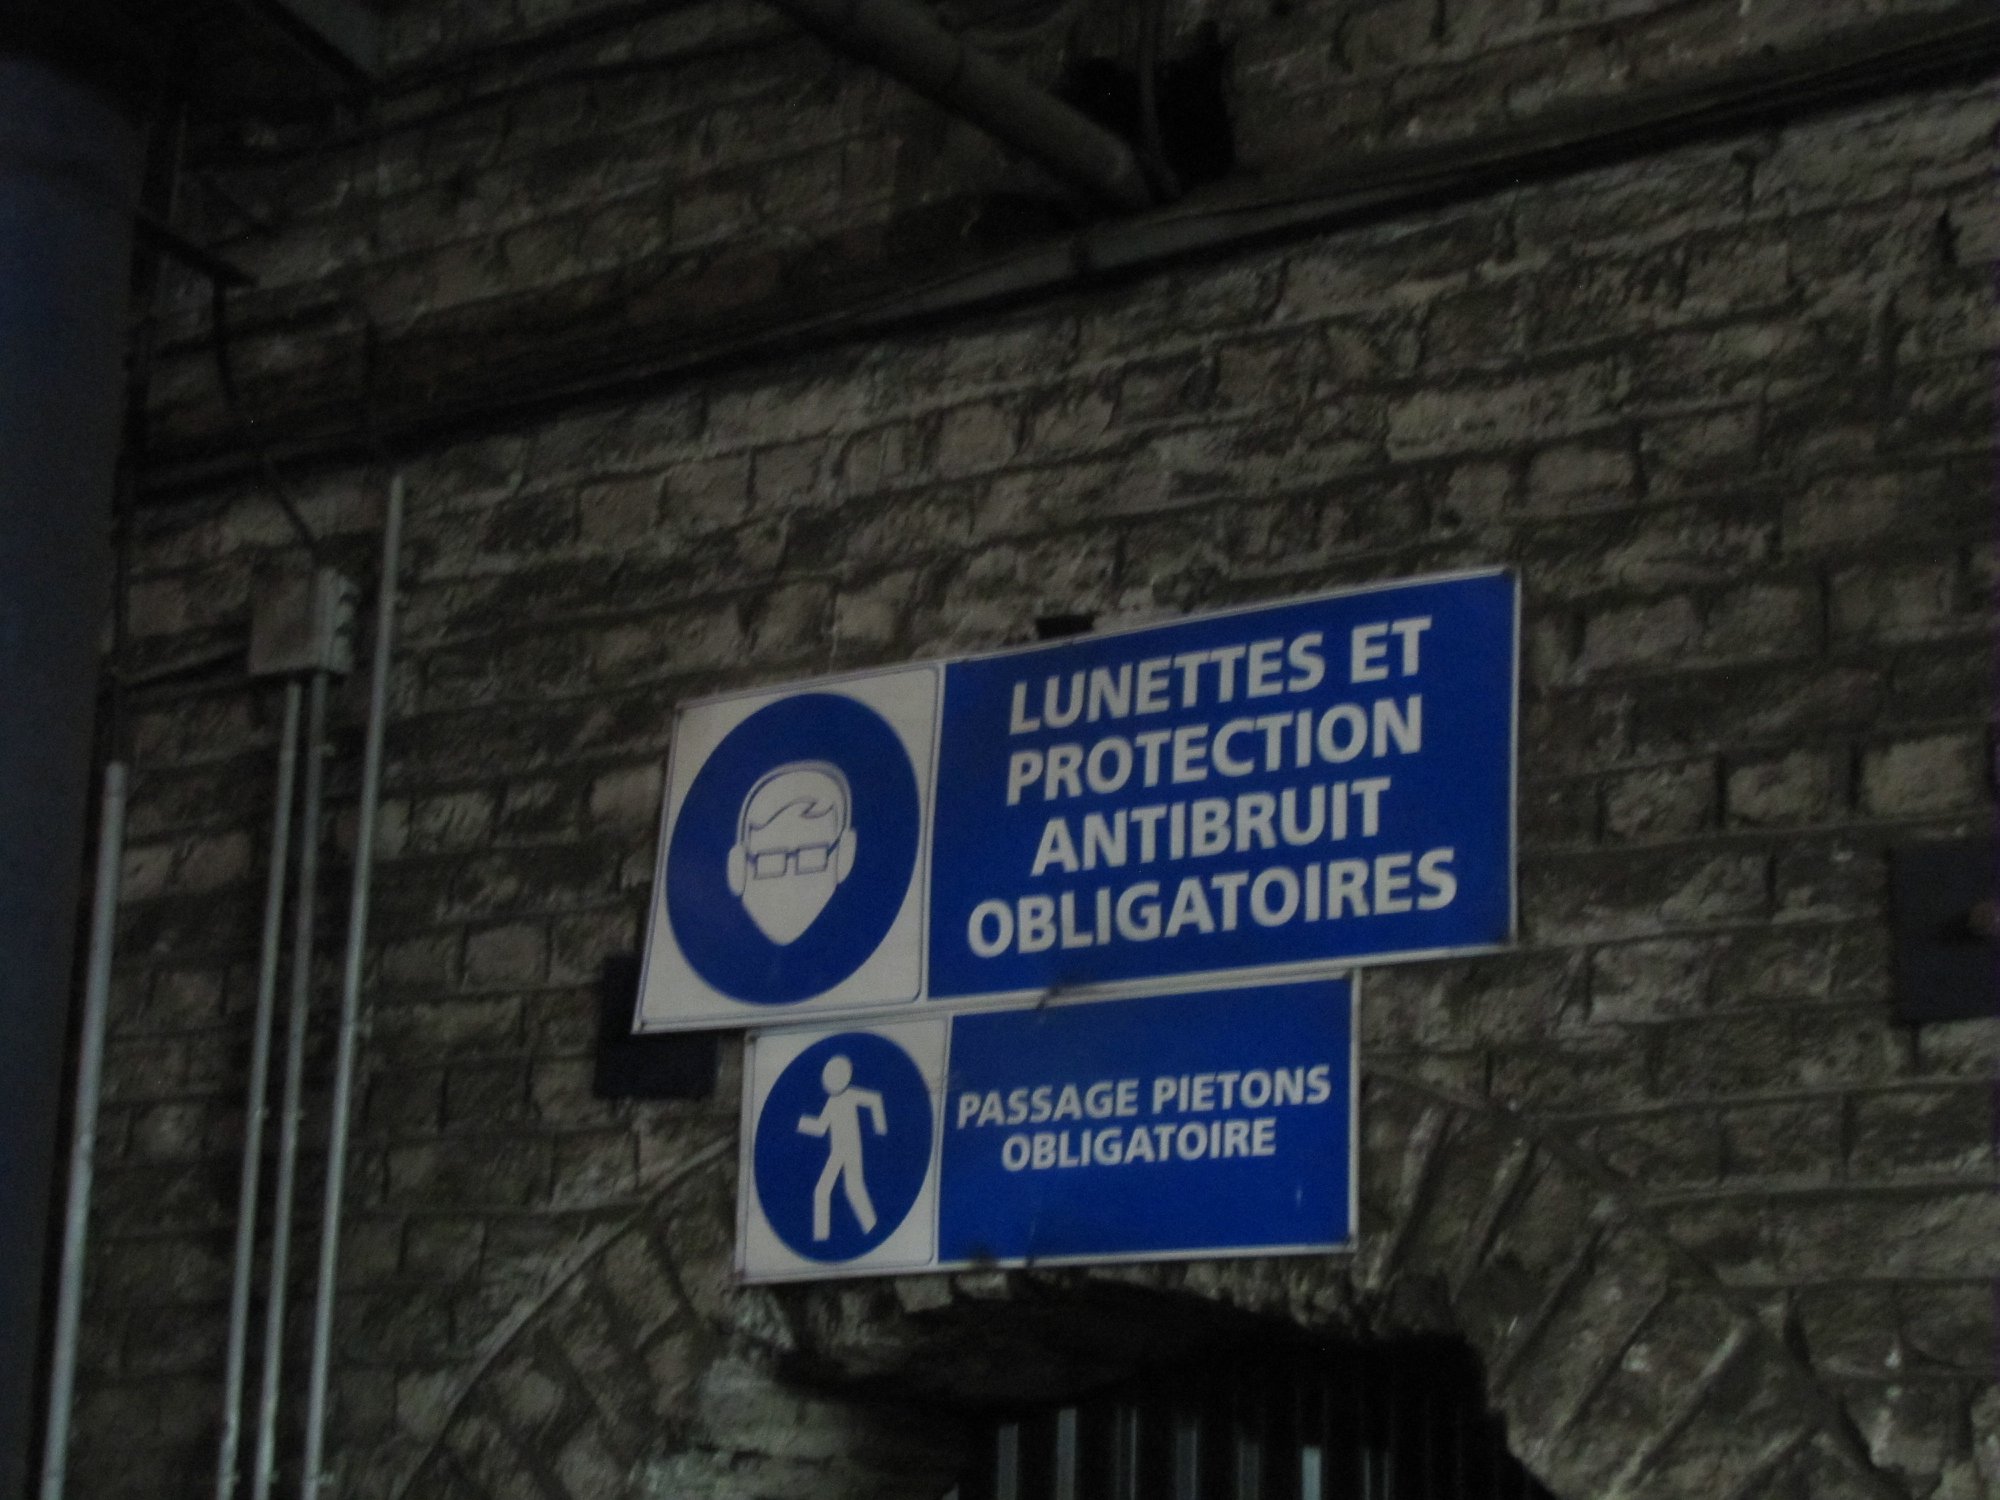 LUNETTES ET
PROTECTION
ANTIBRUIT
OBLIGATOIRES
PASSAGE PIETONS
OBLIGATOIRE